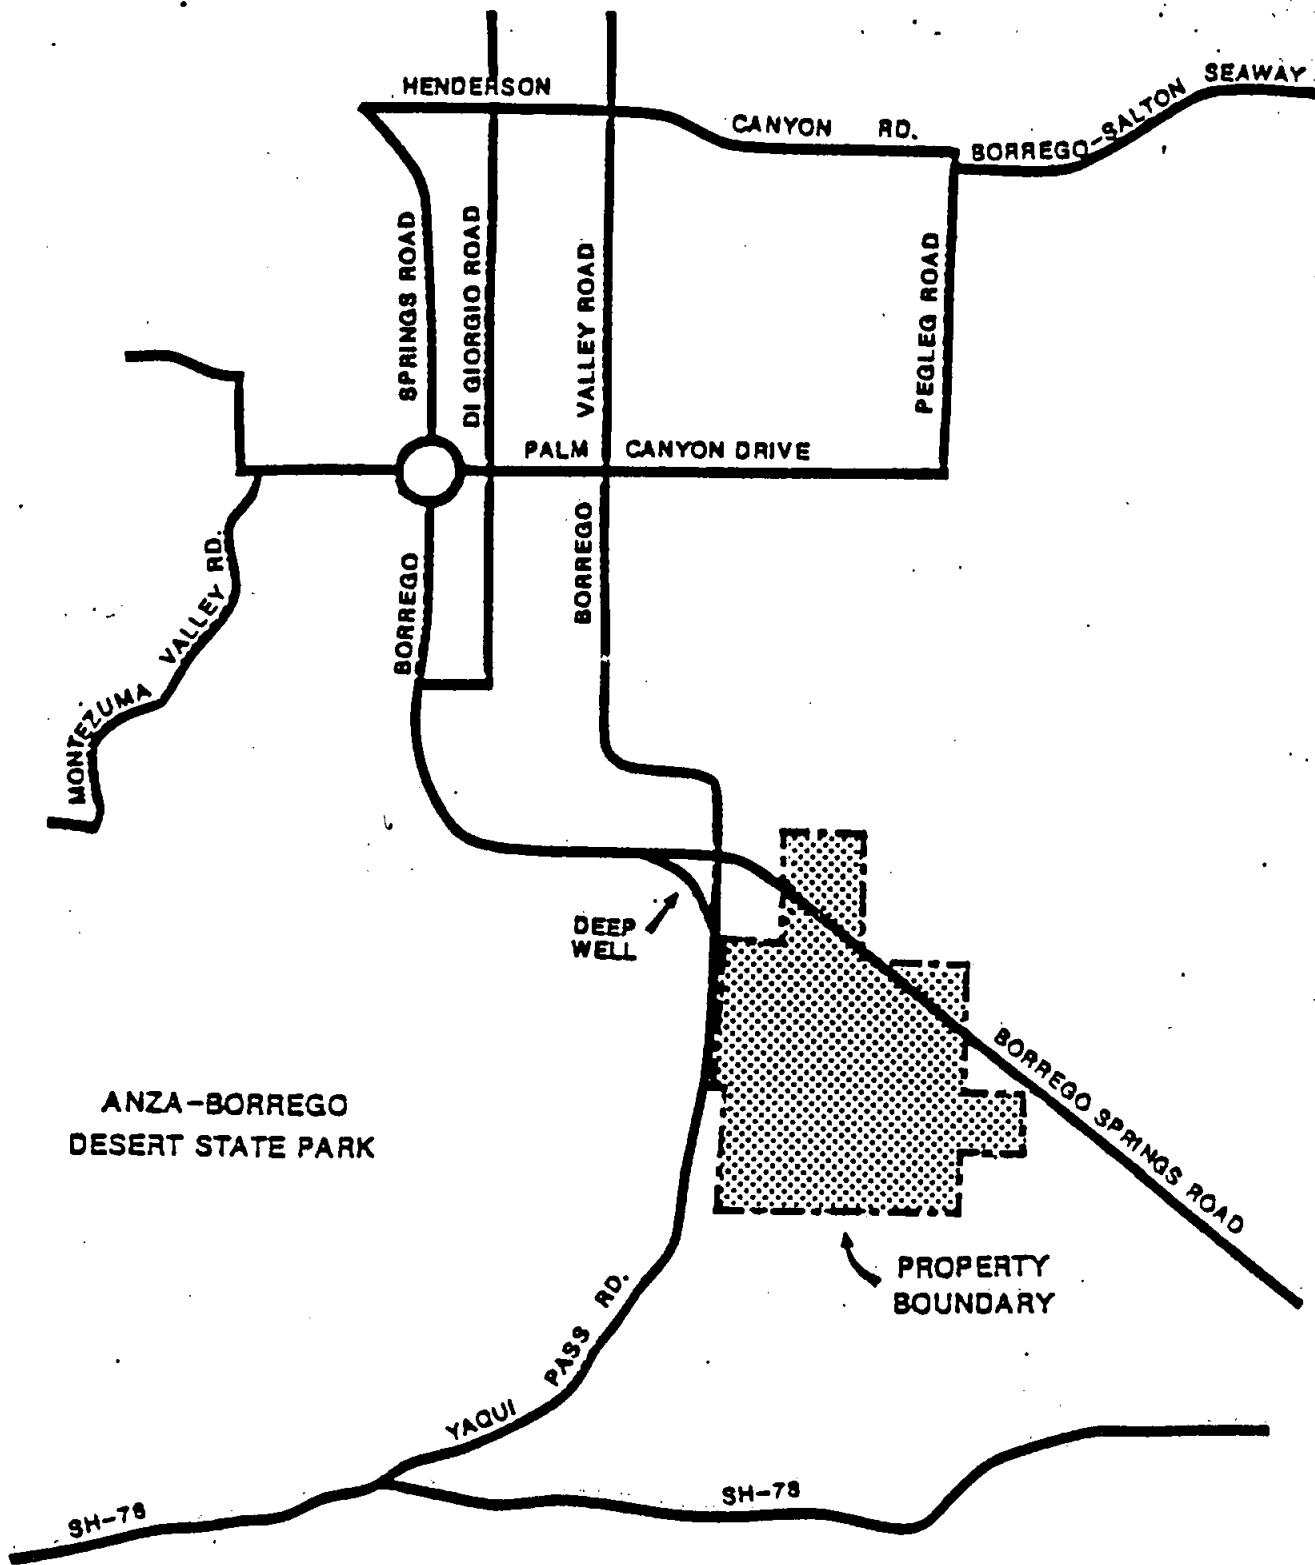 HENDERSON
CANYON RD.
BORREGO-SALTON SEAWAY
SPRINGS ROAD
DI GIORGIO ROAD
VALLEY ROAD
PEGLEG ROAD
PALM CANYON DRIVE
BORREGO
BORREGO
MONTEZUMA VALLEY RD.
DEEP
WELL
ANZA-BORREGO
DESERT STATE PARK
BORREGO SPRINGS ROAD
PROPERTY
BOUNDARY
YAQUI PASS RD.
SH-78
SH-78